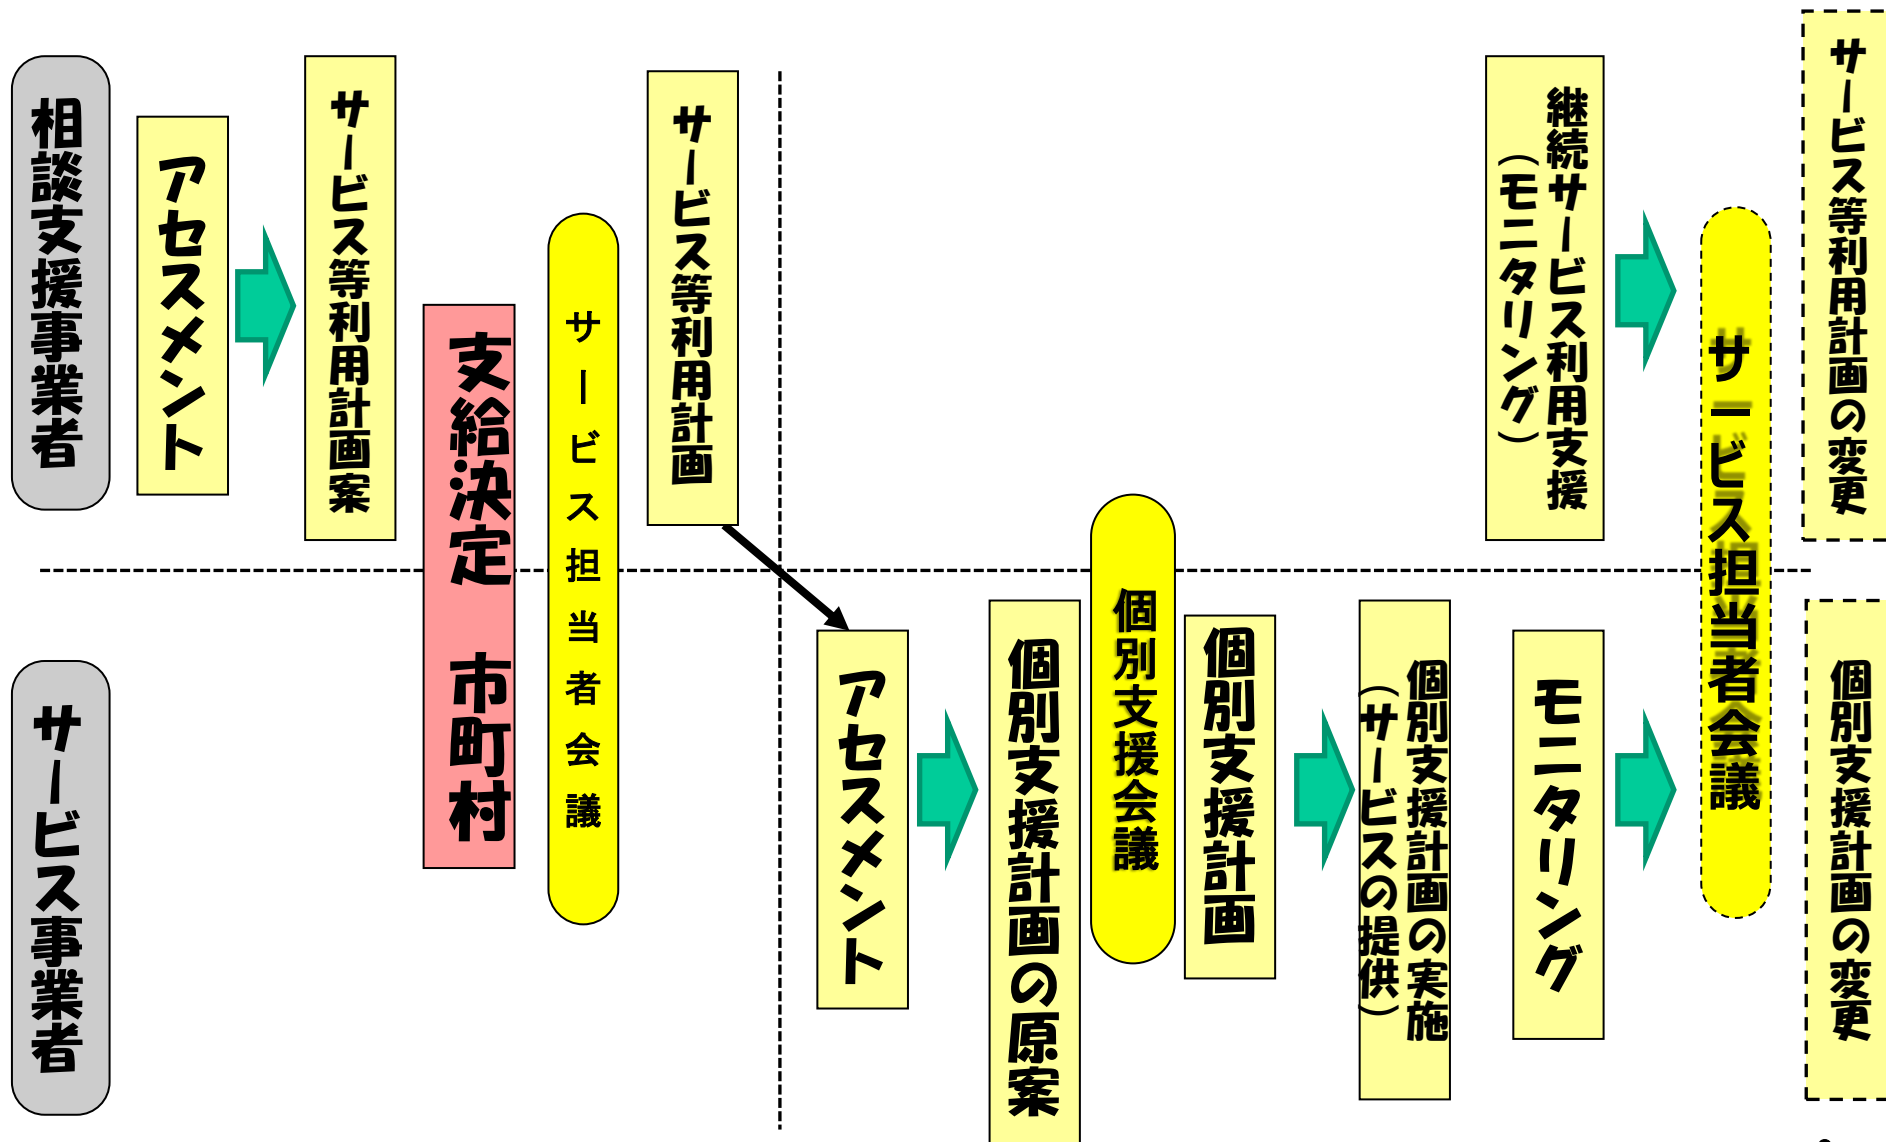 相談支援事業者
アセスメント
サービス等利用計画案
支給決定　市町村
サービス担当者会議
サービス等利用計画
継続サービス利用支援
（モニタリング）
サービス担当者会議
サービス等利用計画の変更
サービス事業者
アセスメント
個別支援計画の原案
個別支援会議
個別支援計画
個別支援計画の実施
（サービスの提供）
モニタリング
個別支援計画の変更